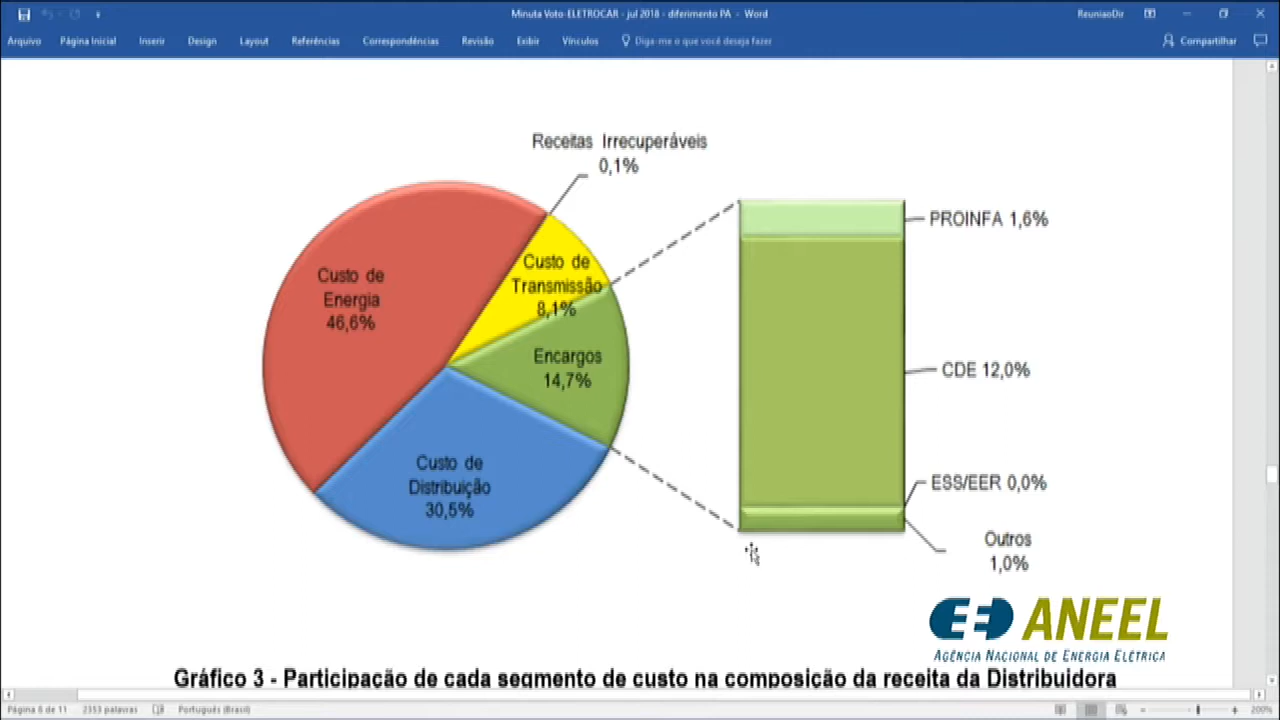 Minuta Voto-ELETROCAR - jul 2018 - diferimento PA - Word
ReuniaoDir
Arquivo
Página Inicial
Inserir
Design
Layout
Referências
Correspondências
Revisão
Exibir
Vínculos
Diga-me o que você deseja fazer
Compartilhar
Receitas Irrecuperáveis
0,1%
PROINFA 1,6%
Custo de
Transmissão
8,1%
Custo de
Energia
46,6%
Encargos
14,7%
CDE 12,0%
Custo de
Distribuição
30,5%
ESS/EER 0,0%
Outros
1,0%
ANEEL
AGÊNCIA NACIONAL DE ENERGIA ELÉTRICA
Gráfico 3 - Participação de cada segmento de custo na composição da receita da Distribuidora
Página 8 de 11
2353 palavras
Português (Brasil)
200%